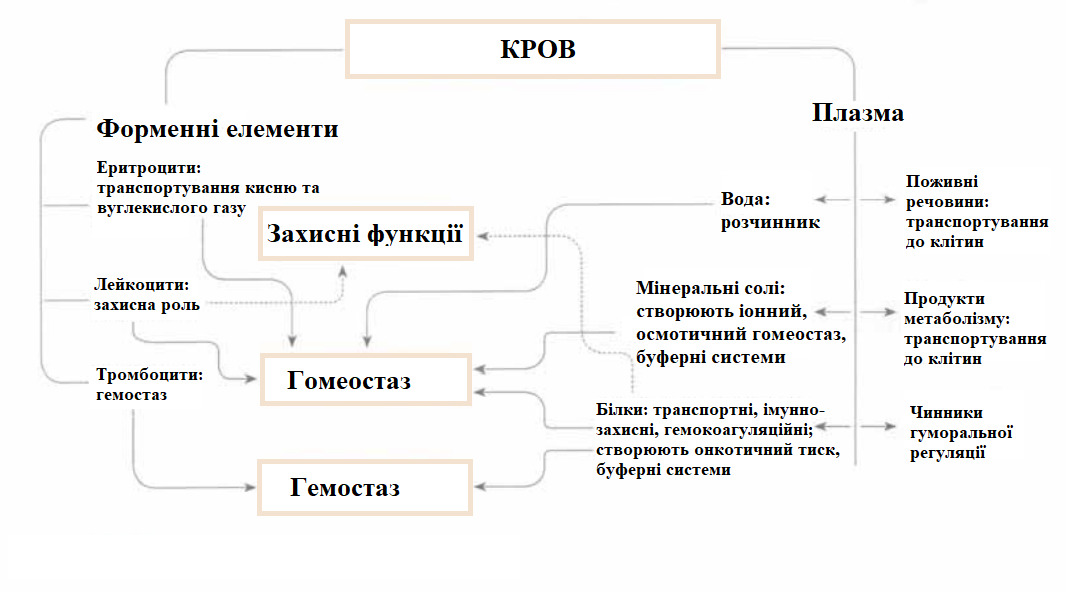 КРОВ
Форменні елементи
Еритроцити:
транспортування кисню та
вуглекислого газу
Лейкоцити:
захисна роль
Тромбоцити:
гемостаз
Захисні функції
Гомеостаз
Гемостаз
Плазма
Вода:
розчинник
Мінеральні солі:
створюють іонний,
осмотичний гомеостаз,
буферні системи
Білки: транспортні, імунно-
захисні, гемокоагуляційні;
створюють онкотичний тиск,
буферні системи
Поживні
речовини:
транспортування
до клітин
Продукти
метаболізму:
транспортування
до клітин
Чинники
гуморальної
регуляції